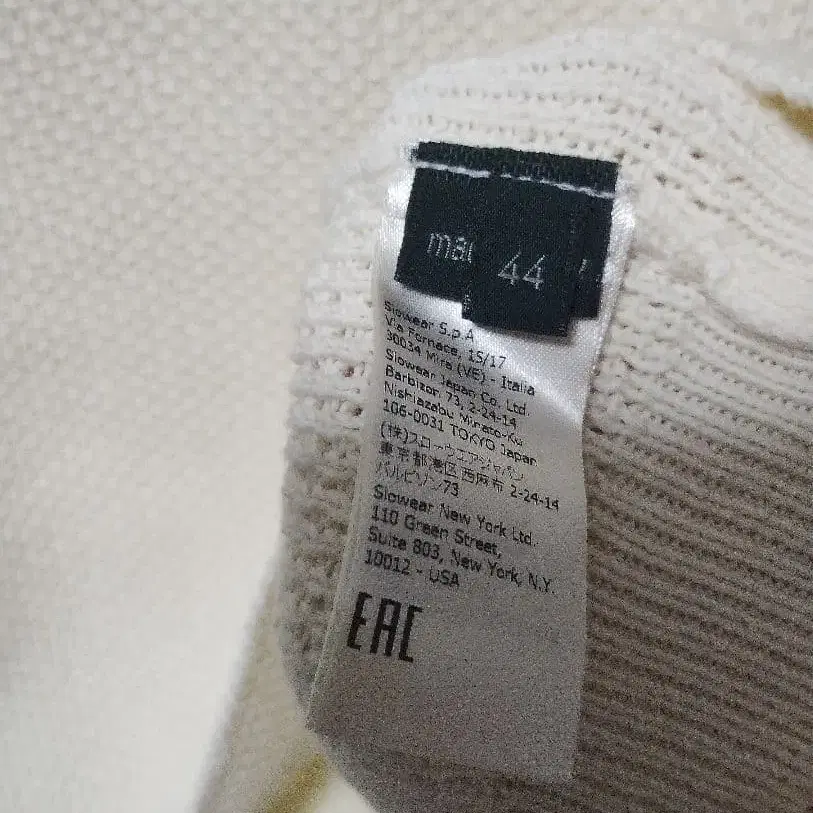 44
Slowear S.p.A
Via Fornace, 15/17
30034 Mira (VE) - Italia
Slowear Japan Co. Ltd.
Barbizon 73, 2-24-14
Nishiazabu Minato-Ku
106-0031 TOKYO Japan
(株)スローウエアジャパン
東京都港区西麻布 2-24-14
バルビゾン73
Slowear New York Ltd.
110 Green Street,
Suite 803, New York, N.Y.
10012 - USA
EAC